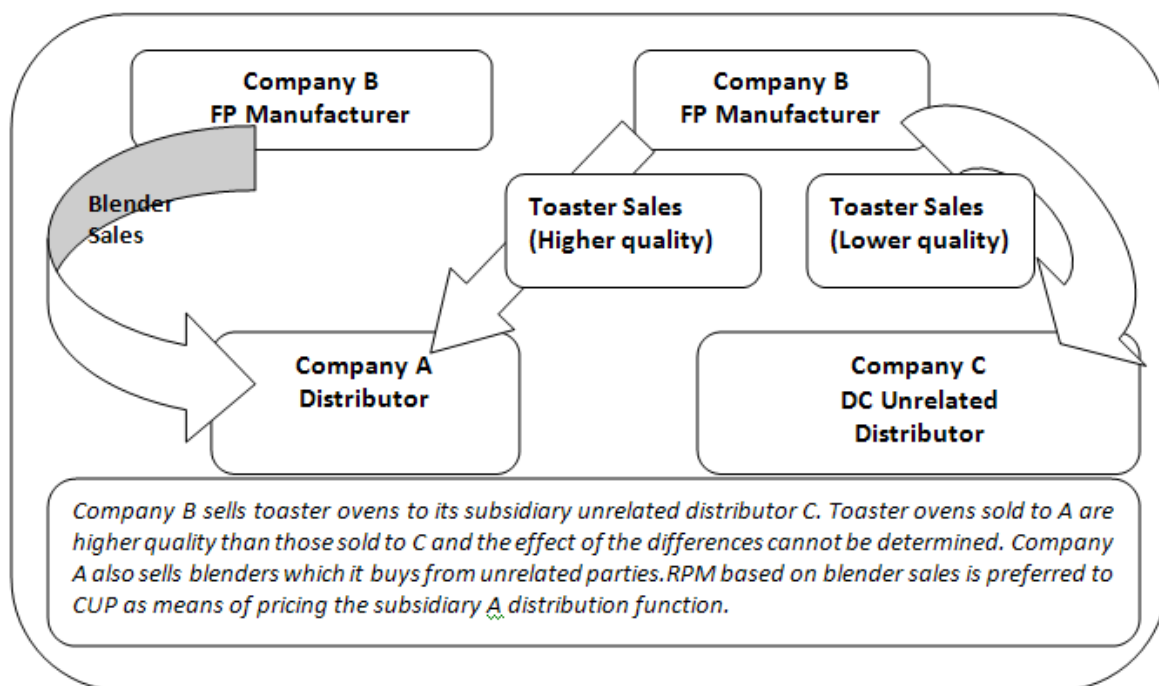 Company B
FP Manufacturer
Company B
FP Manufacturer
Blender
Sales
Toaster Sales
(Higher quality)
Toaster Sales
(Lower quality)
Company A
Distributor
Company C
DC Unrelated
Distributor
Company B sells toaster ovens to its subsidiary unrelated distributor C. Toaster ovens sold to A are
higher quality than those sold to C and the effect of the differences cannot be determined. Company
A also sells blenders which it buys from unrelated parties.RPM based on blender sales is preferred to
CUP as means of pricing the subsidiary A distribution function.